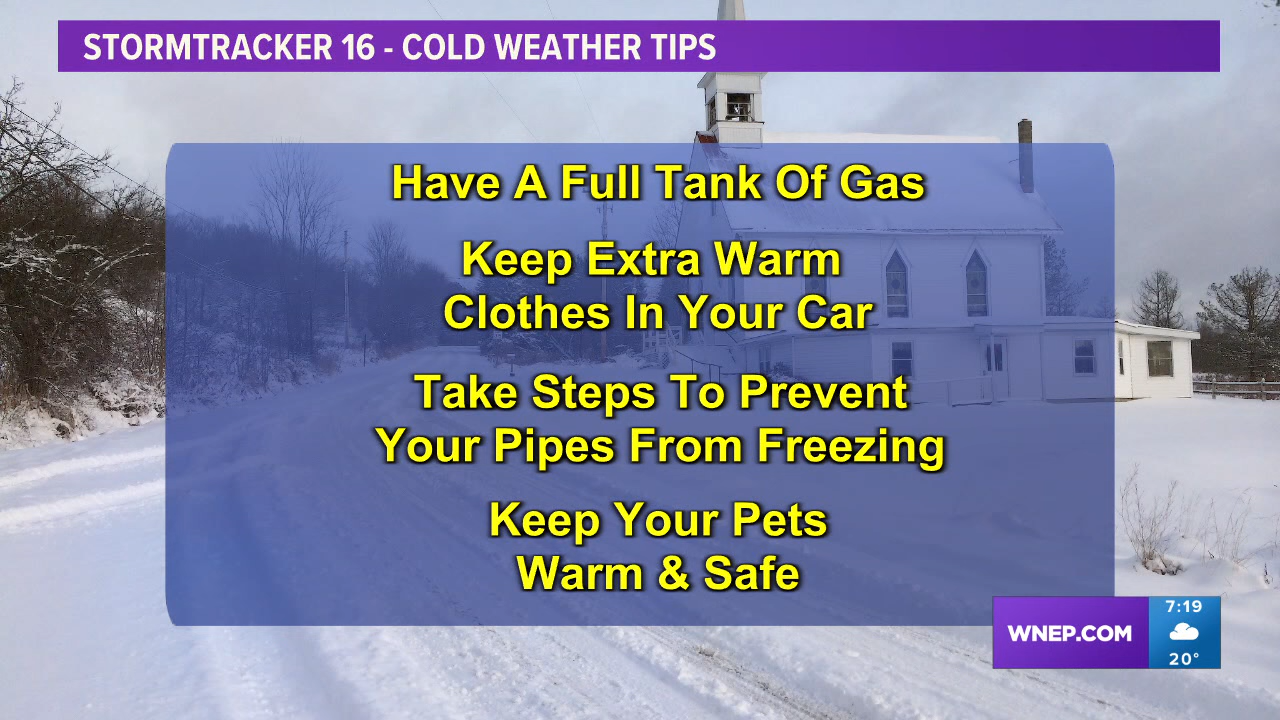 STORMTRACKER 16 - COLD WEATHER TIPS
Have A Full Tank Of Gas
Keep Extra Warm
Clothes In Your Car
Take Steps To Prevent
Your Pipes From Freezing
Keep Your Pets
Warm & Safe
WNEP.COM
7:19
20°